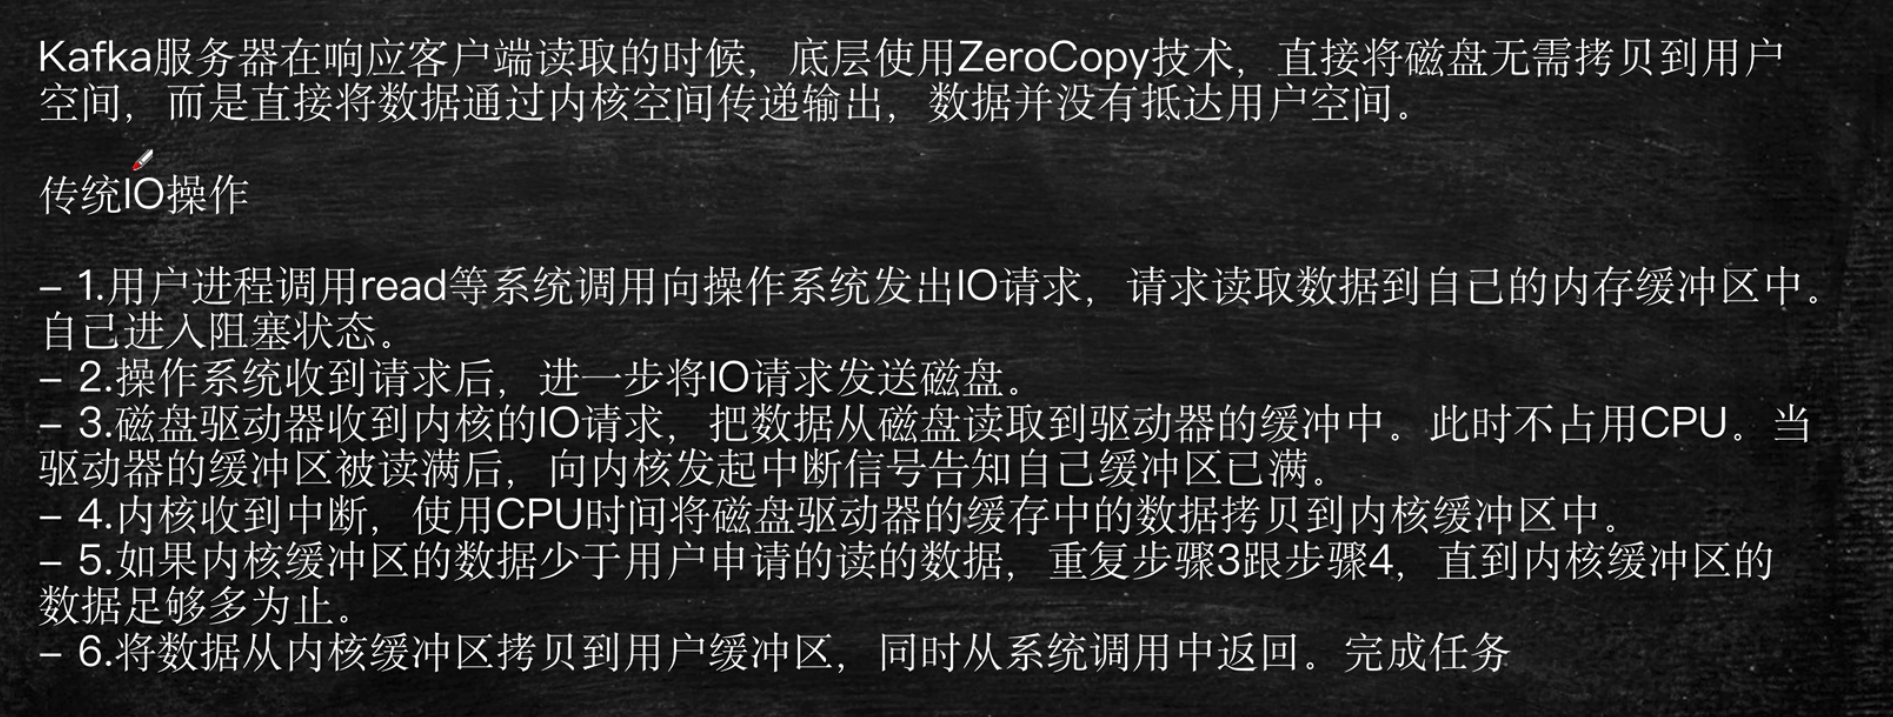 Kafka服务器在响应客户端读取的时候，底层使用ZeroCopy技术，直接将磁盘无需拷贝到用户
空间，而是直接将数据通过内核空间传递输出，数据并没有抵达用户空间。
传统IO操作
– 1.用户进程调用read等系统调用向操作系统发出IO请求，请求读取数据到自己的内存缓冲区中。
自己进入阻塞状态。
– 2.操作系统收到请求后，进一步将IO请求发送磁盘。
– 3.磁盘驱动器收到内核的IO请求，把数据从磁盘读取到驱动器的缓冲中。此时不占用CPU。当
驱动器的缓冲区被读满后，向内核发起中断信号告知自己缓冲区已满。
– 4.内核收到中断，使用CPU时间将磁盘驱动器的缓存中的数据拷贝到内核缓冲区中。
– 5.如果内核缓冲区的数据少于用户申请的读的数据，重复步骤3跟步骤4，直到内核缓冲区的
数据足够多为止。
– 6.将数据从内核缓冲区拷贝到用户缓冲区，同时从系统调用中返回。完成任务